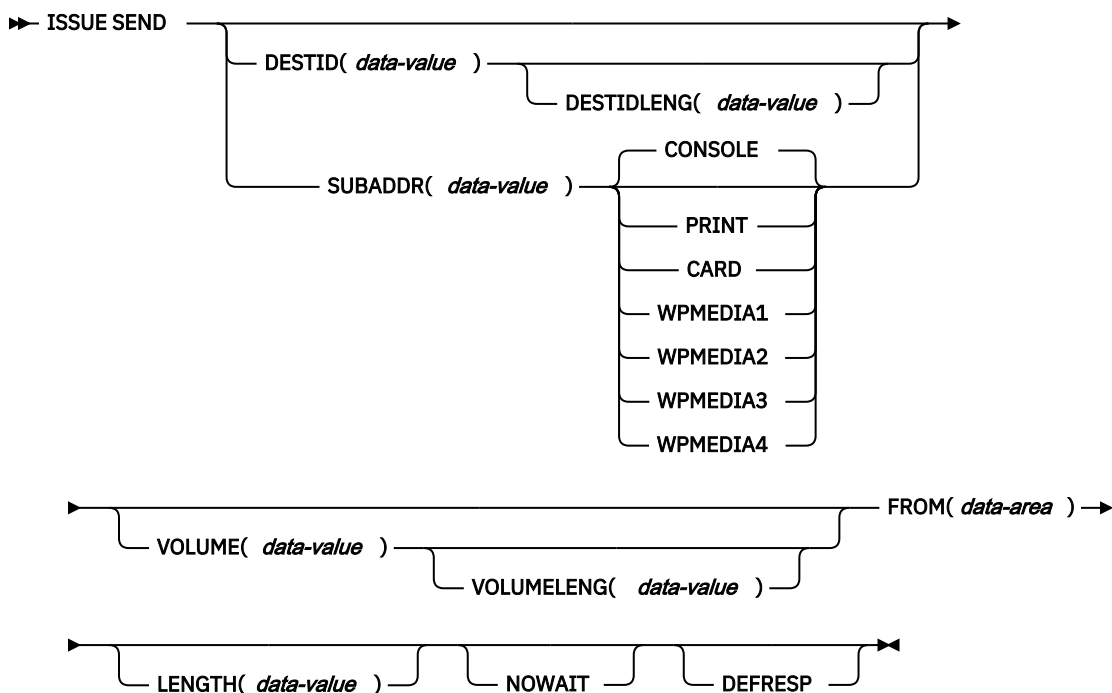 ISSUE SEND
DESTID( data-value )
DESTIDLENG( data-value )
CONSOLE
SUBADDR( data-value )
PRINT
CARD
WPMEDIA1
WPMEDIA2
WPMEDIA3
WPMEDIA4
FROM( data-area )
VOLUME( data-value )
VOLUMELENG( data-value )
LENGTH( data-value ) NOWAIT DEFRESP